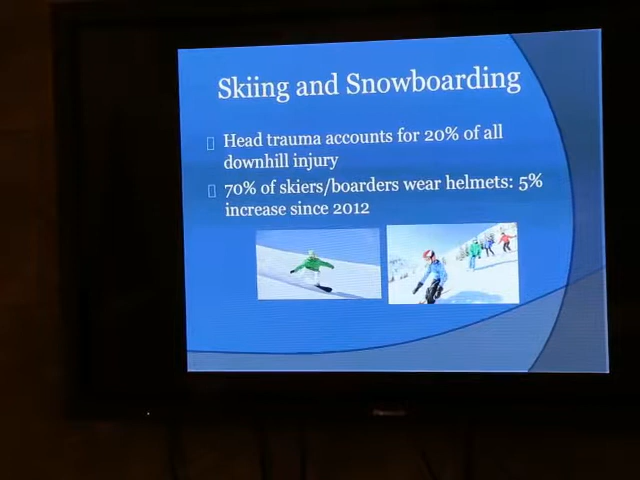 Skiing and Snowboarding
Head trauma accounts for 20% of all
downhill injury
70% of skiers/boarders wear helmets: 5%
increase since 2012